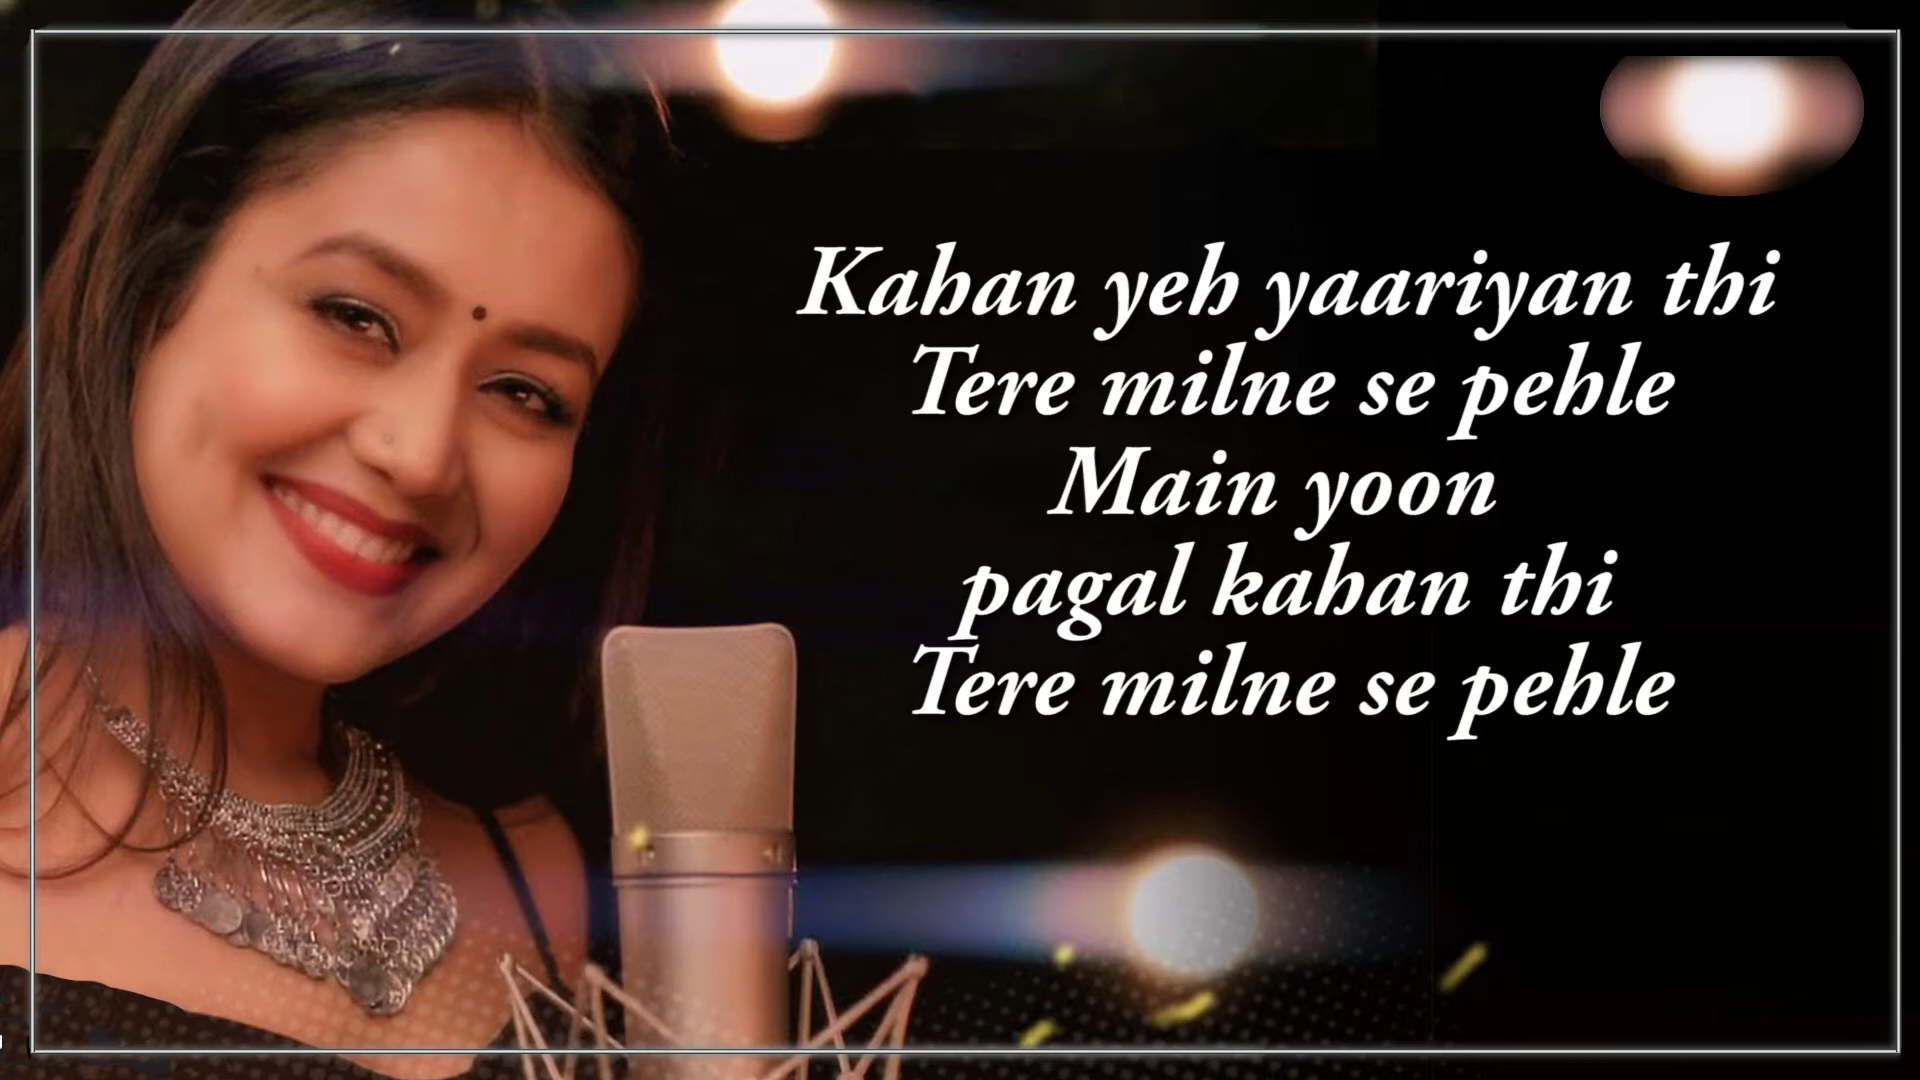 Kahan yeh yaariyan thi
Tere milne se pehle
Main yoon
pagal kahan thi
Tere milne se pehle